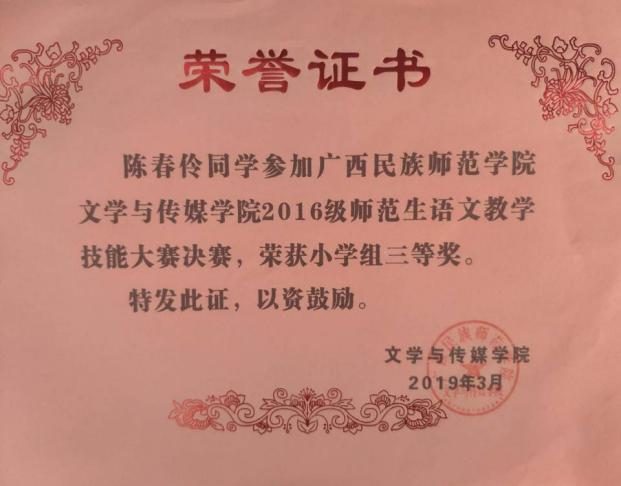 荣誉证书
陈春伶同学参加广西民族师范学院
文学与传媒学院2016级师范生语文教学
技能大赛决赛，荣获小学组三等奖。
特发此证，以资鼓励。
文学与传媒学院
2019年3月